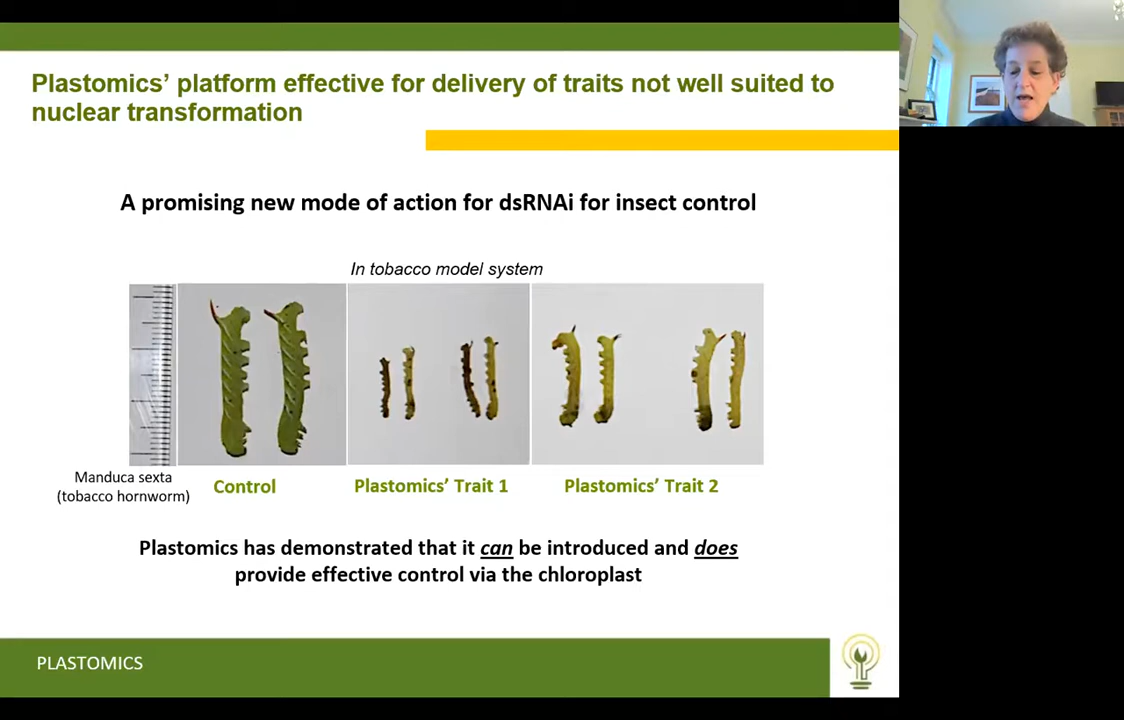 Plastomics’ platform effective for delivery of traits not well suited to
nuclear transformation
A promising new mode of action for dsRNAi for insect control
In tobacco model system
Manduca sexta
(tobacco hornworm)
Control
Plastomics’ Trait 1
Plastomics’ Trait 2
Plastomics has demonstrated that it can be introduced and does
provide effective control via the chloroplast
PLASTOMICS